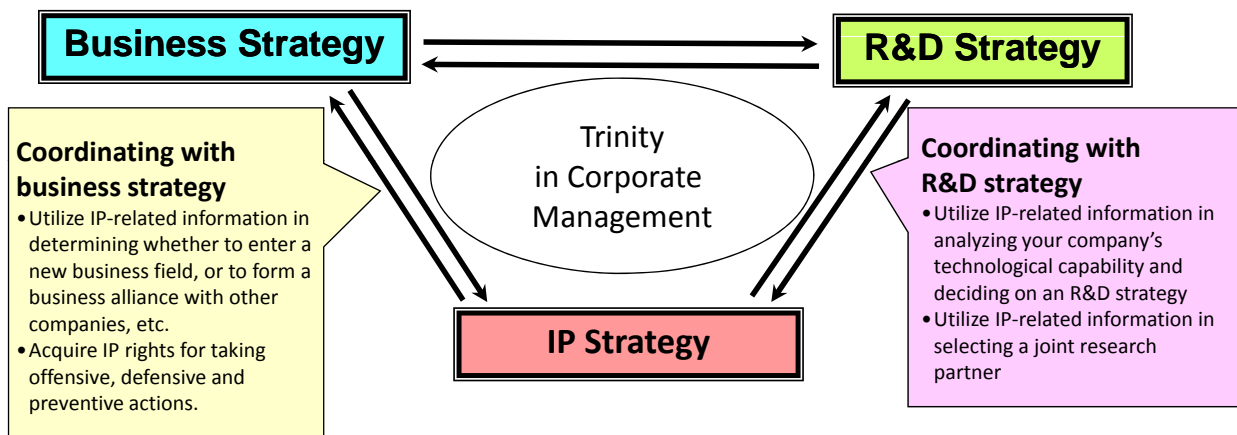 Business Strategy
R&D Strategy
Trinity
in Corporate
Management
Coordinating with
business strategy
•Utilize IP-related information in
determining whether to enter a
new business field, or to form a
business alliance with other
companies, etc.
•Acquire IP rights for taking
offensive, defensive and
preventive actions.
Coordinating with
R&D strategy
•Utilize IP-related information in
analyzing your company’s
technological capability and
deciding on an R&D strategy
•Utilize IP-related information in
selecting a joint research
partner
IP Strategy